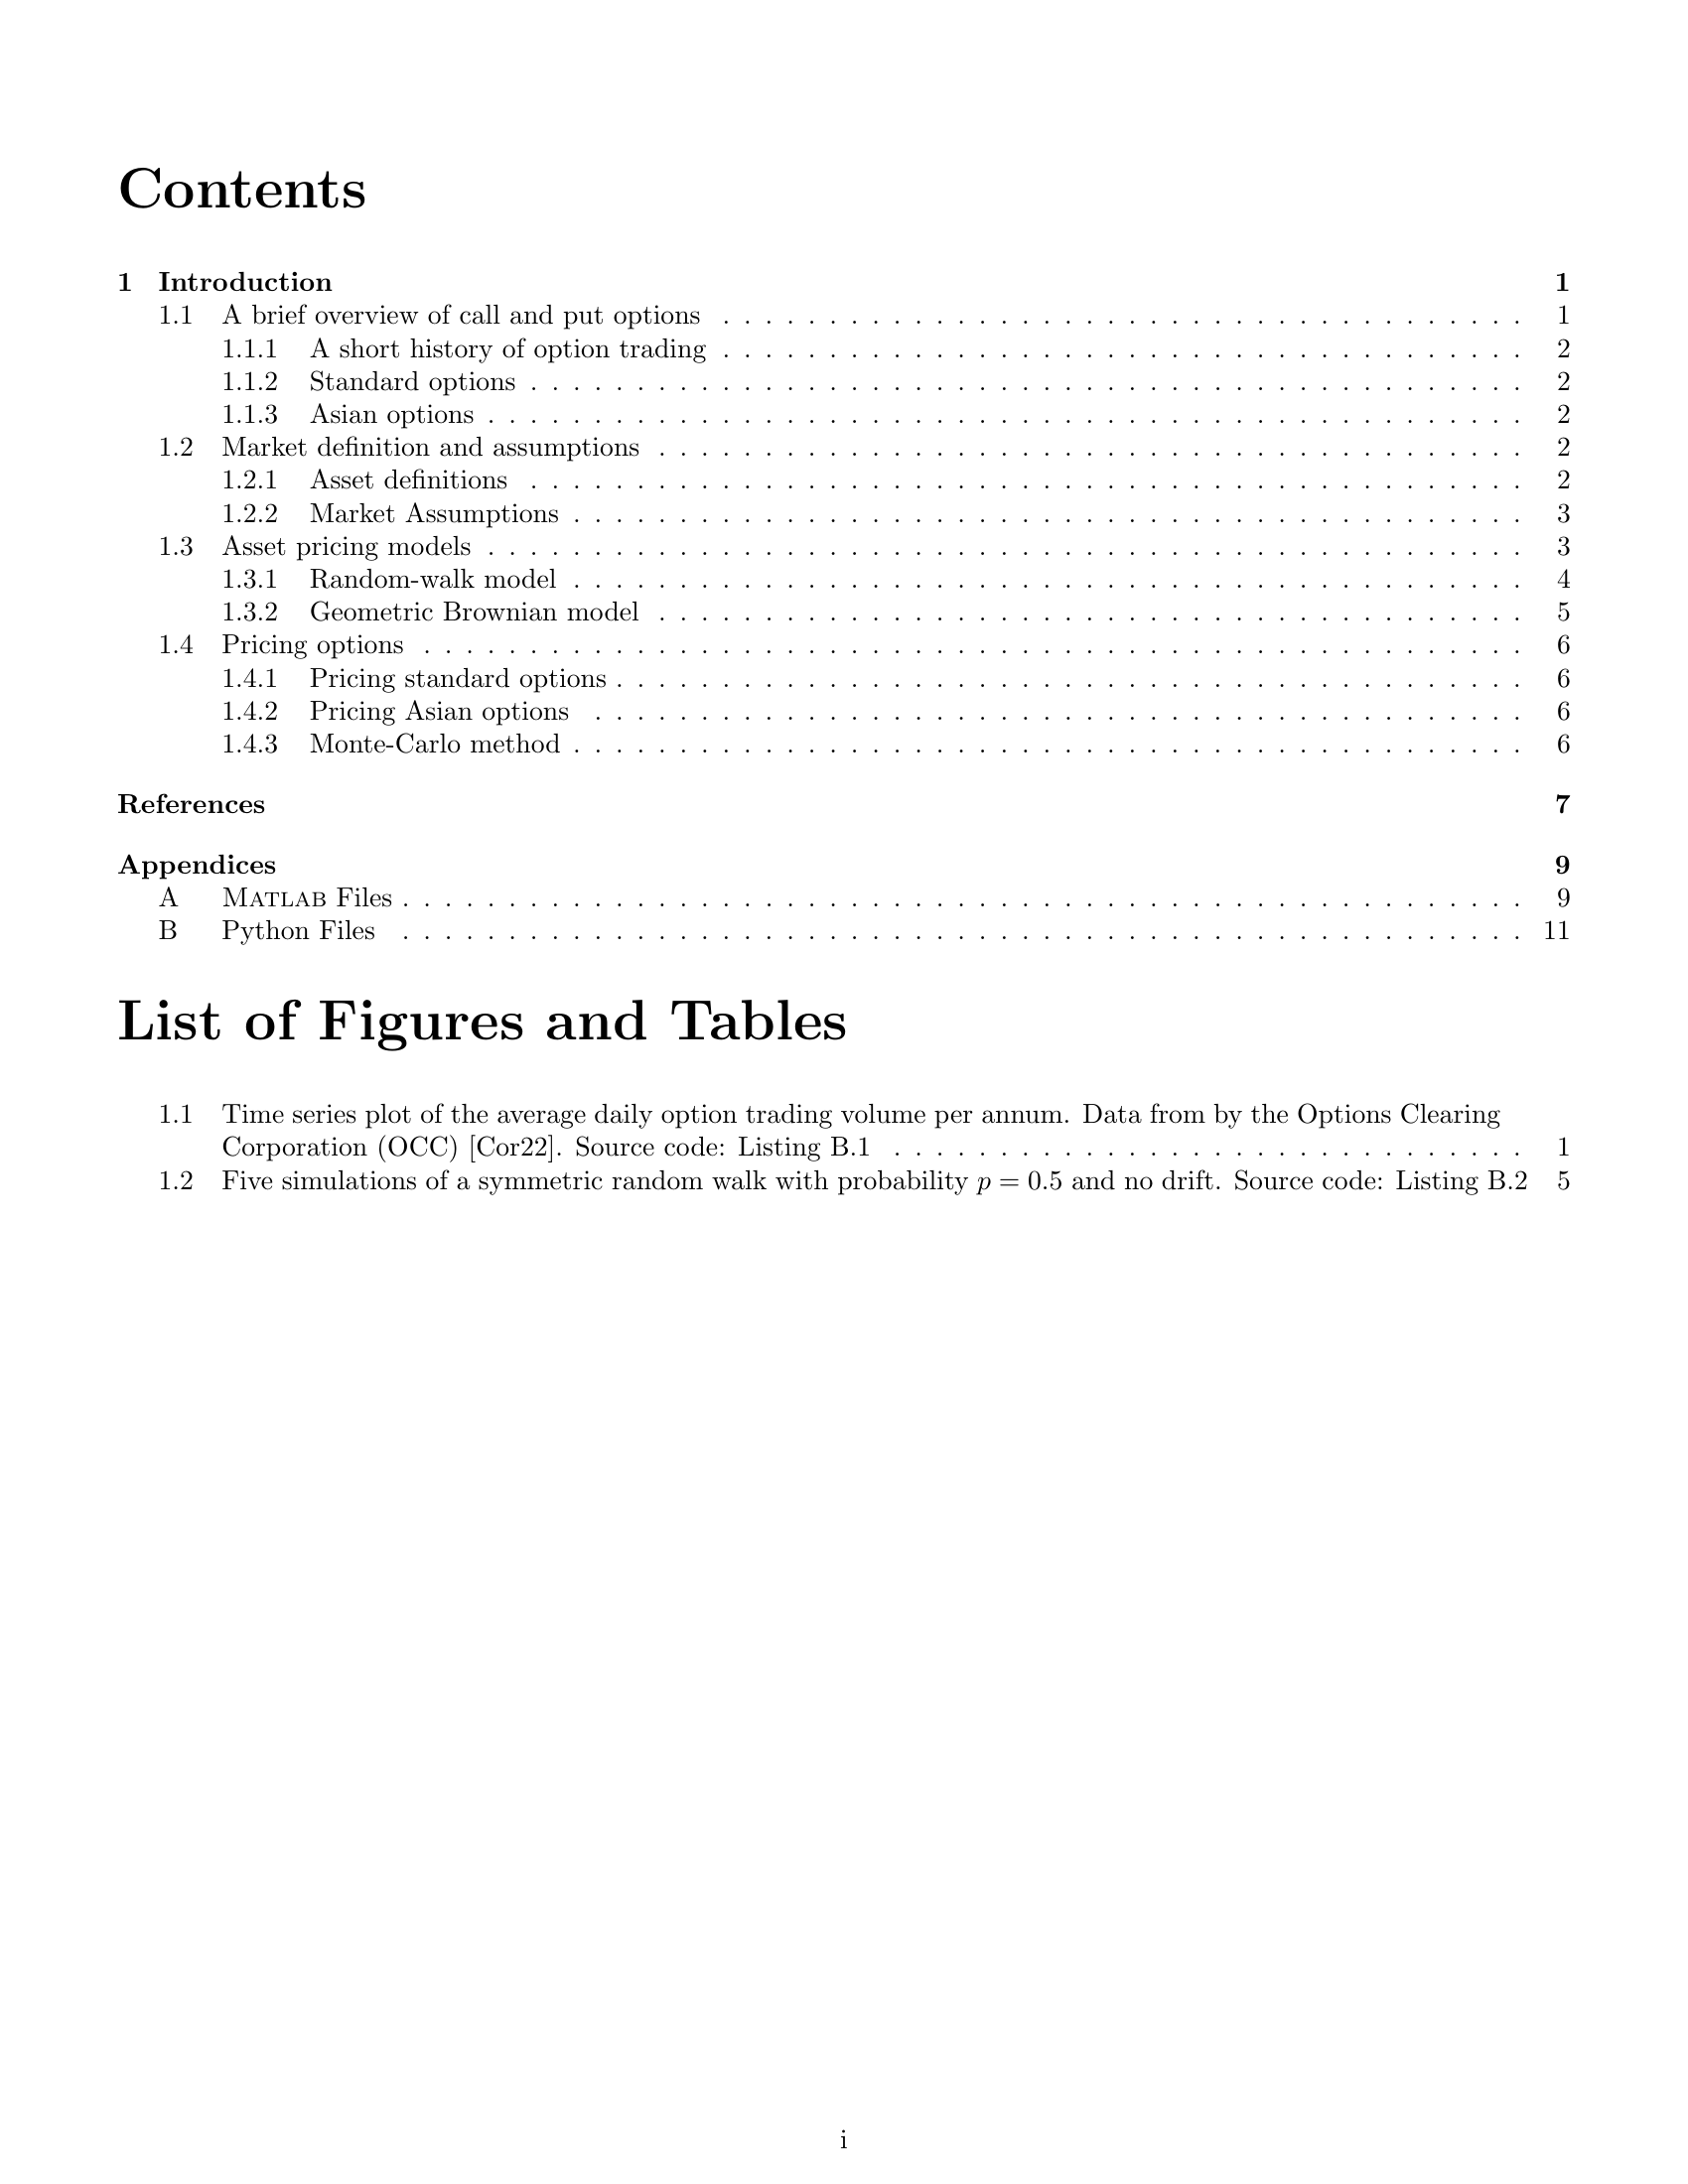 Contents
1 Introduction 1
1.1 A brief overview of call and put options . . . . . . . . . . . . . . . . . . . . . . . . . . . . . . . . . . . . . . 1
1.1.1 A short history of option trading . . . . . . . . . . . . . . . . . . . . . . . . . . . . . . . . . . . . . . 2
1.1.2 Standard options . . . . . . . . . . . . . . . . . . . . . . . . . . . . . . . . . . . . . . . . . . . . . . . 2
1.1.3 Asian options . . . . . . . . . . . . . . . . . . . . . . . . . . . . . . . . . . . . . . . . . . . . . . . . . 2
1.2 Market definition and assumptions . . . . . . . . . . . . . . . . . . . . . . . . . . . . . . . . . . . . . . . . . 2
1.2.1 Asset definitions . . . . . . . . . . . . . . . . . . . . . . . . . . . . . . . . . . . . . . . . . . . . . . . 2
1.2.2 Market Assumptions . . . . . . . . . . . . . . . . . . . . . . . . . . . . . . . . . . . . . . . . . . . . . 3
1.3 Asset pricing models . . . . . . . . . . . . . . . . . . . . . . . . . . . . . . . . . . . . . . . . . . . . . . . . . 3
1.3.1 Random-walk model . . . . . . . . . . . . . . . . . . . . . . . . . . . . . . . . . . . . . . . . . . . . . 4
1.3.2 Geometric Brownian model . . . . . . . . . . . . . . . . . . . . . . . . . . . . . . . . . . . . . . . . . 5
1.4 Pricing options . . . . . . . . . . . . . . . . . . . . . . . . . . . . . . . . . . . . . . . . . . . . . . . . . . . . 6
1.4.1 Pricing standard options . . . . . . . . . . . . . . . . . . . . . . . . . . . . . . . . . . . . . . . . . . . 6
1.4.2 Pricing Asian options . . . . . . . . . . . . . . . . . . . . . . . . . . . . . . . . . . . . . . . . . . . . 6
1.4.3 Monte-Carlo method . . . . . . . . . . . . . . . . . . . . . . . . . . . . . . . . . . . . . . . . . . . . . 6
References 7
Appendices 9
A MATLAB Files . . . . . . . . . . . . . . . . . . . . . . . . . . . . . . . . . . . . . . . . . . . . . . . . . . . . . 9
B Python Files . . . . . . . . . . . . . . . . . . . . . . . . . . . . . . . . . . . . . . . . . . . . . . . . . . . . . 11
List of Figures and Tables
1.1 Time series plot of the average daily option trading volume per annum. Data from by the Options Clearing
Corporation (OCC) [Cor22]. Source code: Listing B.1 . . . . . . . . . . . . . . . . . . . . . . . . . . . . . . 1
1.2 Five simulations of a symmetric random walk with probability p = 0.5 and no drift. Source code: Listing B.2 5
i